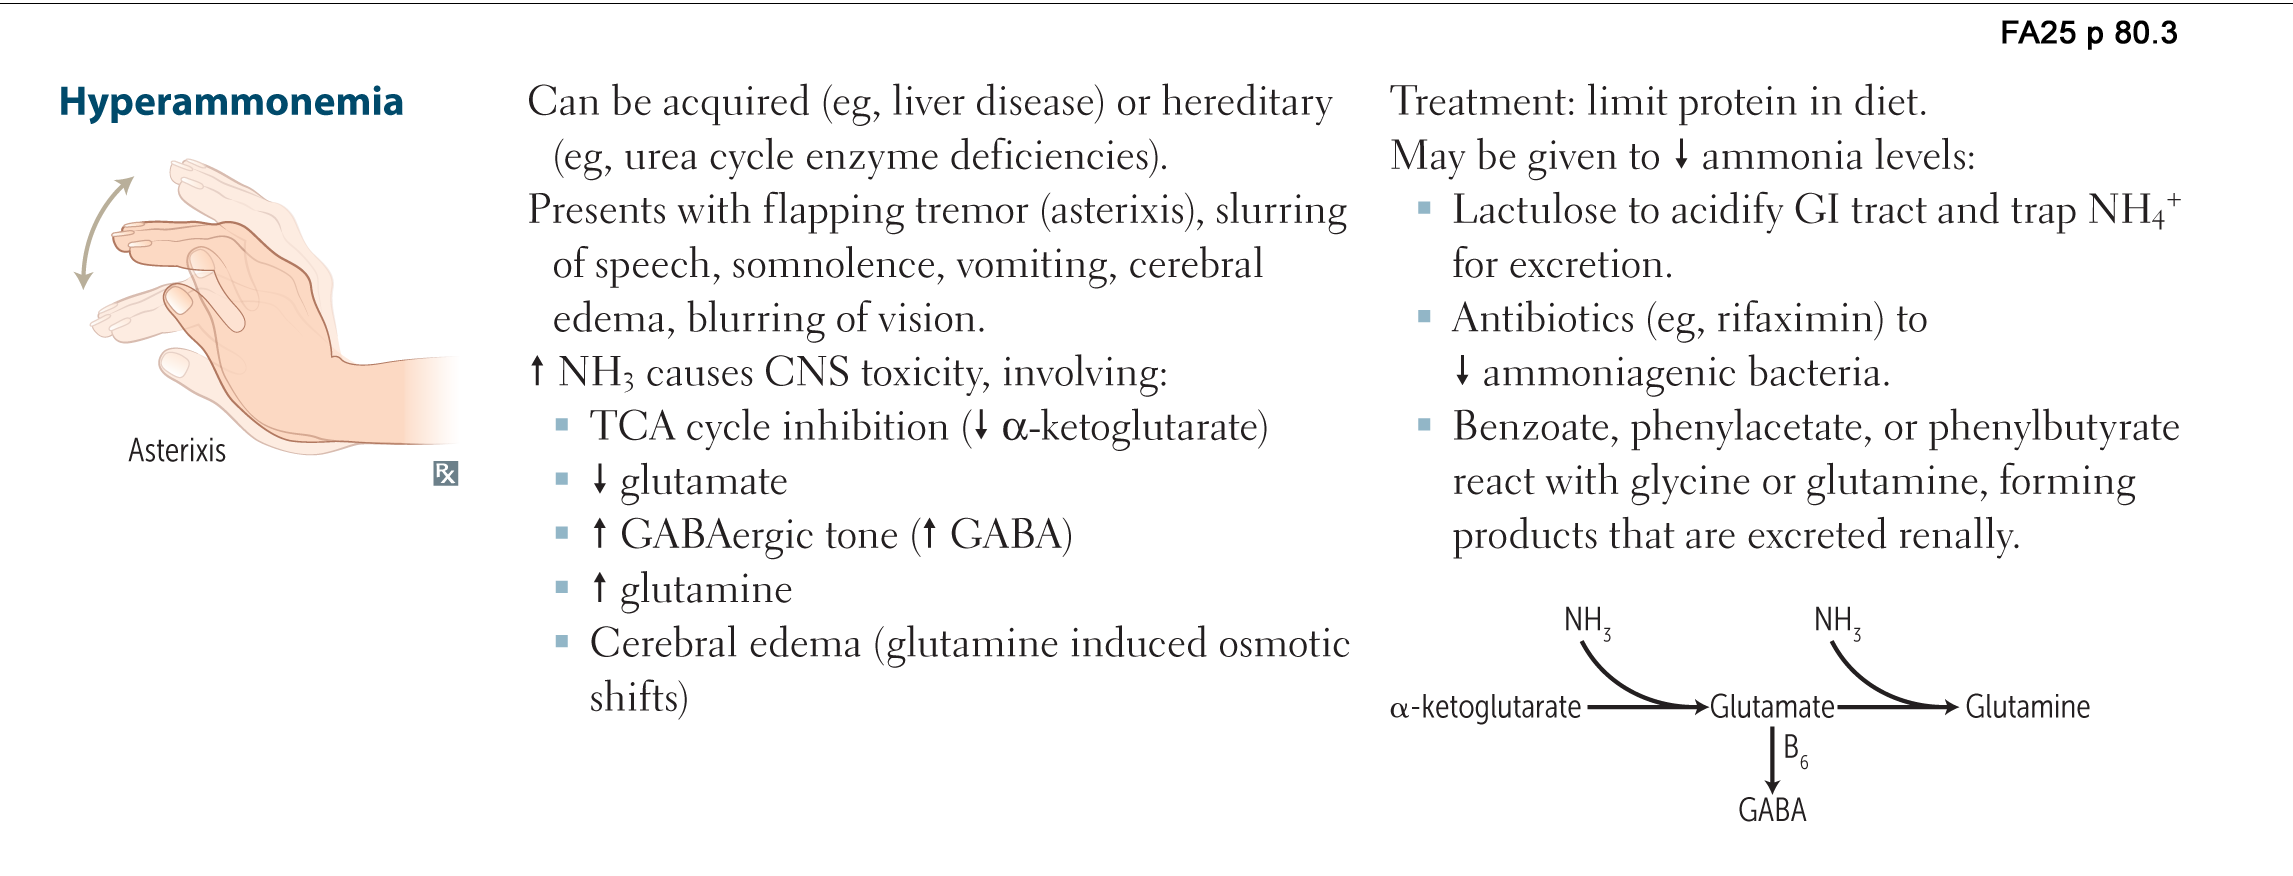 FA25 p 80.3
Hyperammonemia
Asterixis
Rx
Can be acquired (eg, liver disease) or hereditary
(eg, urea cycle enzyme deficiencies).
Presents with flapping tremor (asterixis), slurring
of speech, somnolence, vomiting, cerebral
edema, blurring of vision.
↑ NH₃ causes CNS toxicity, involving:
▪ TCA cycle inhibition (↓ α-ketoglutarate)
▪ ↓ glutamate
▪ ↑ GABAergic tone (↑ GABA)
▪ ↑ glutamine
▪ Cerebral edema (glutamine induced osmotic
shifts)
Treatment: limit protein in diet.
May be given to ↓ ammonia levels:
▪ Lactulose to acidify GI tract and trap NH₄⁺
for excretion.
▪ Antibiotics (eg, rifaximin) to
↓ ammoniagenic bacteria.
▪ Benzoate, phenylacetate, or phenylbutyrate
react with glycine or glutamine, forming
products that are excreted renally.
NH₃ NH₃
α-ketoglutarate Glutamate Glutamine
B₆
GABA